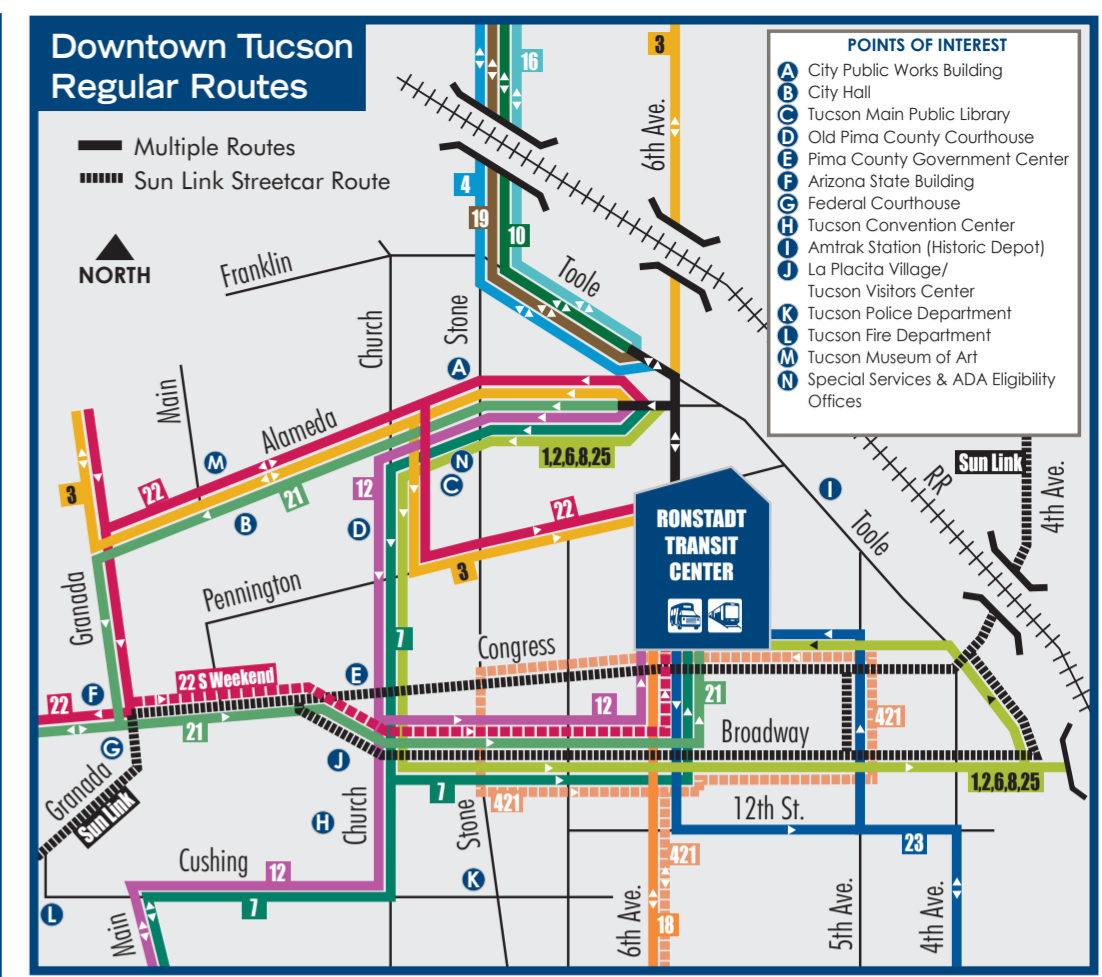 Downtown Tucson
Regular Routes
Multiple Routes
Sun Link Streetcar Route
NORTH
POINTS OF INTEREST
A City Public Works Building
B City Hall
C Tucson Main Public Library
D Old Pima County Courthouse
E Pima County Government Center
F Arizona State Building
G Federal Courthouse
H Tucson Convention Center
I Amtrak Station (Historic Depot)
J La Placita Village/
Tucson Visitors Center
K Tucson Police Department
L Tucson Fire Department
M Tucson Museum of Art
N Special Services & ADA Eligibility
Offices
16
3
6th Ave.
4
19
10
Franklin
Toole
Church
Stone
A
Main
Alameda
M
3
22
21
B
12
N
C
1,2,6,8,25
D
22
3
RONSTADT
TRANSIT
CENTER
I
Toole
RR
Sun Link
4th Ave.
Granada
Pennington
7
Congress
E
22 S Weekend
F
22
21
G
12
21
421
Broadway
J
Granada
Sun Link
7
421
1,2,6,8,25
H
Church
Stone
12th St.
23
Cushing
12
K
421
7
L
Main
6th Ave.
18
5th Ave.
4th Ave.